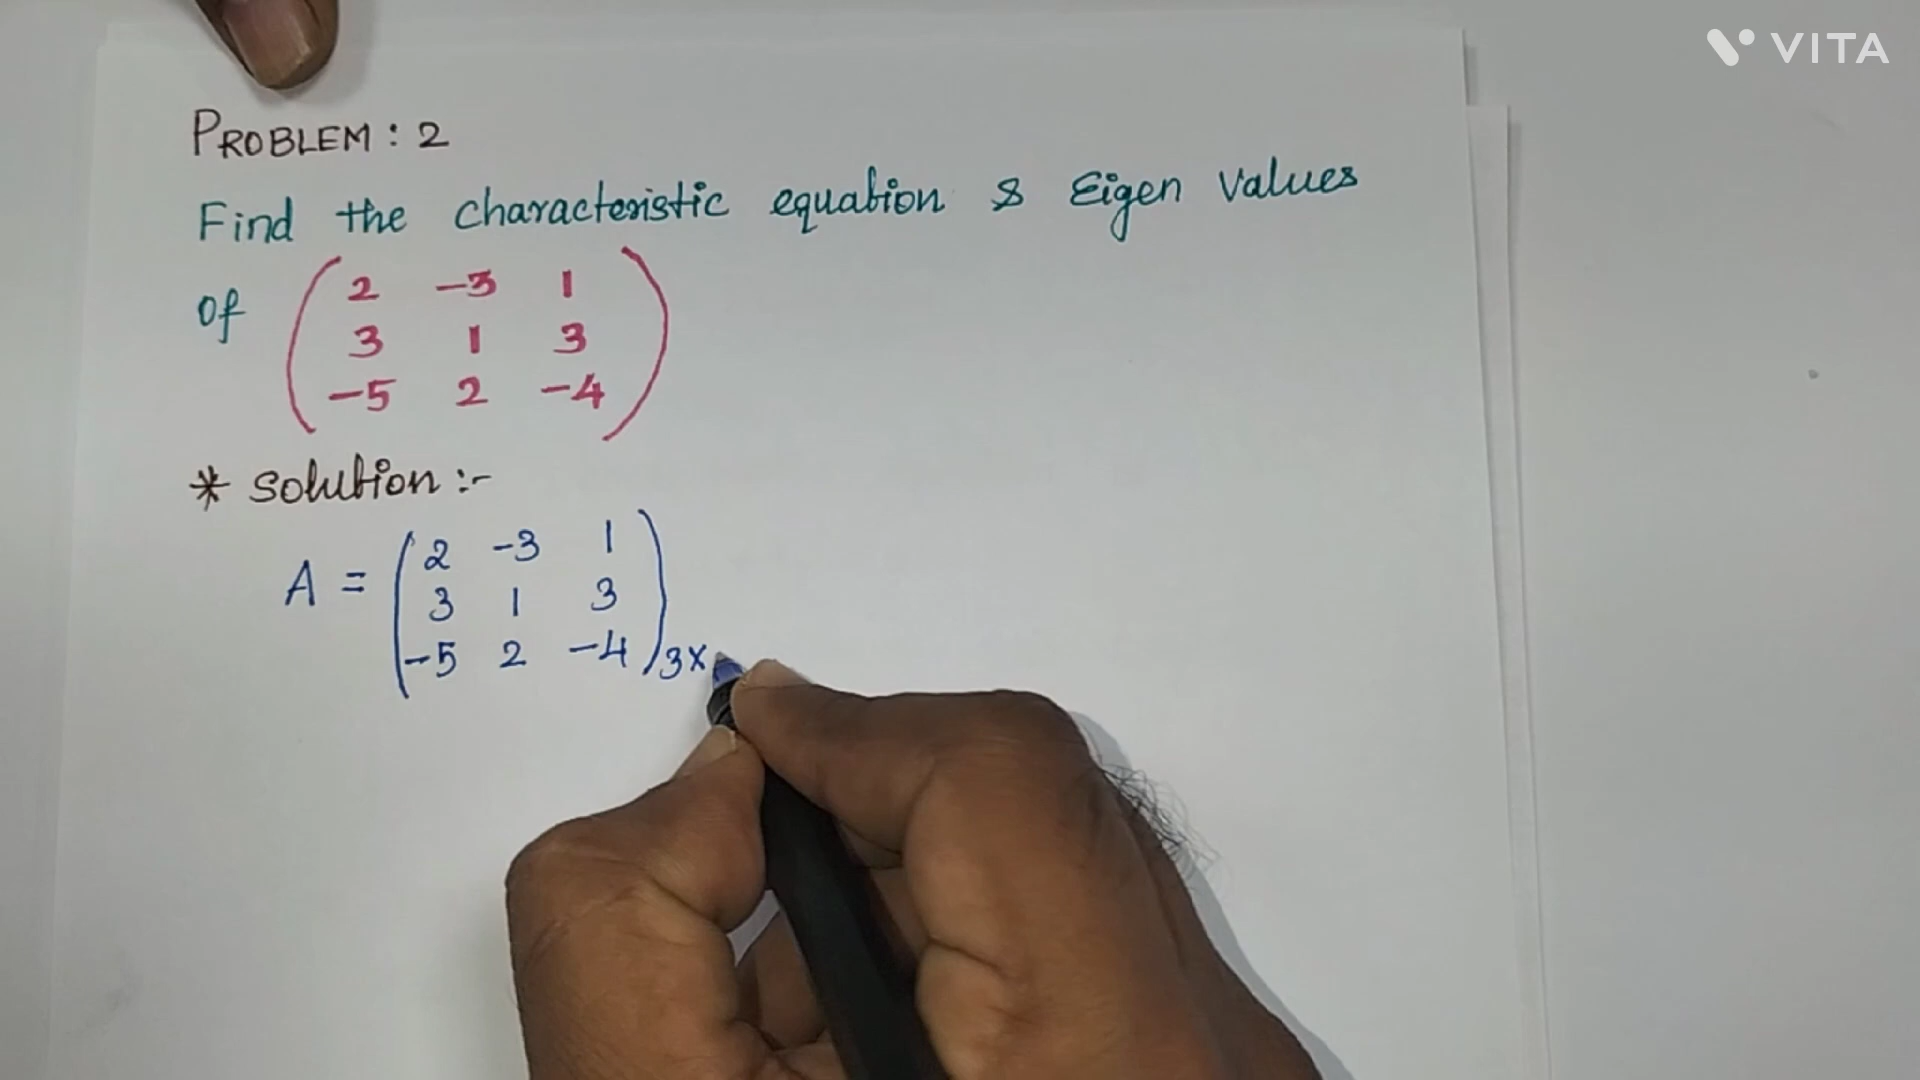 VITA
PROBLEM : 2
Find the characteristic equation & Eigen values
of ( 2 -3 1
3 1 3
-5 2 -4 )
* Solution :-
A = ( 2 -3 1
3 1 3
-5 2 -4 ) 3×